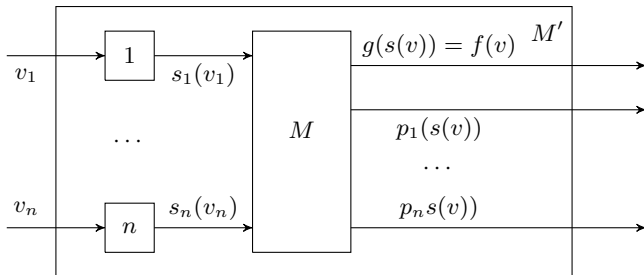 g(s(v)) = f(v)
M′
1
v₁
s₁(v₁)
p₁(s(v))
M
...
...
vₙ
sₙ(vₙ)
pₙs(v))
n